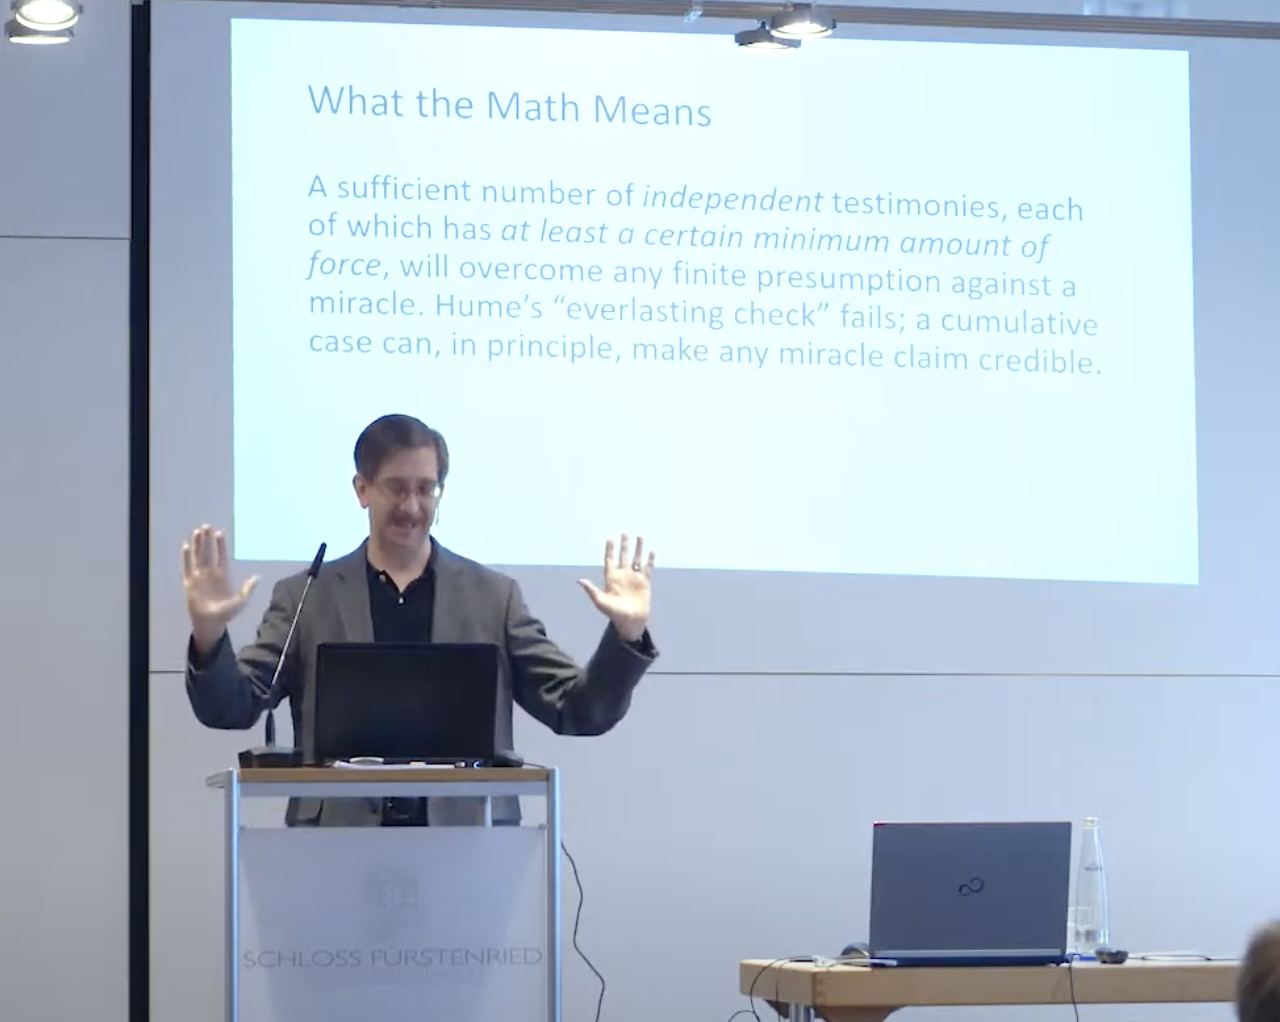 What the Math Means
A sufficient number of independent testimonies, each
of which has at least a certain minimum amount of
force, will overcome any finite presumption against a
miracle. Hume’s “everlasting check” fails; a cumulative
case can, in principle, make any miracle claim credible.
SCHLOSS FÜRSTENRIED